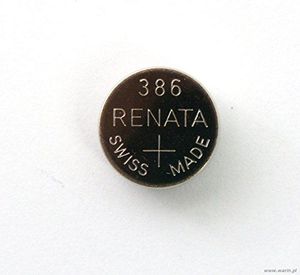 386
RENATA
+
SWISS MADE
www.warin.pl